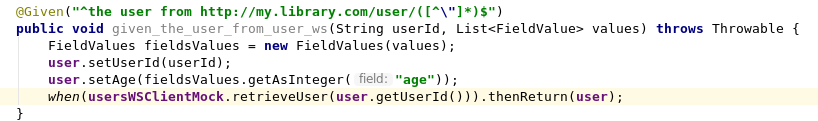 @Given("^the user from http://my.library.com/user/([^\"]*)$")
public void given_the_user_from_user_ws(String userId, List<FieldValue> values) throws Throwable {
    FieldValues fieldsValues = new FieldValues(values);
    user.setUserId(userId);
    user.setAge(fieldsValues.getAsInteger( field: "age"));
    when(usersWSClientMock.retrieveUser(user.getUserId())).thenReturn(user);
}